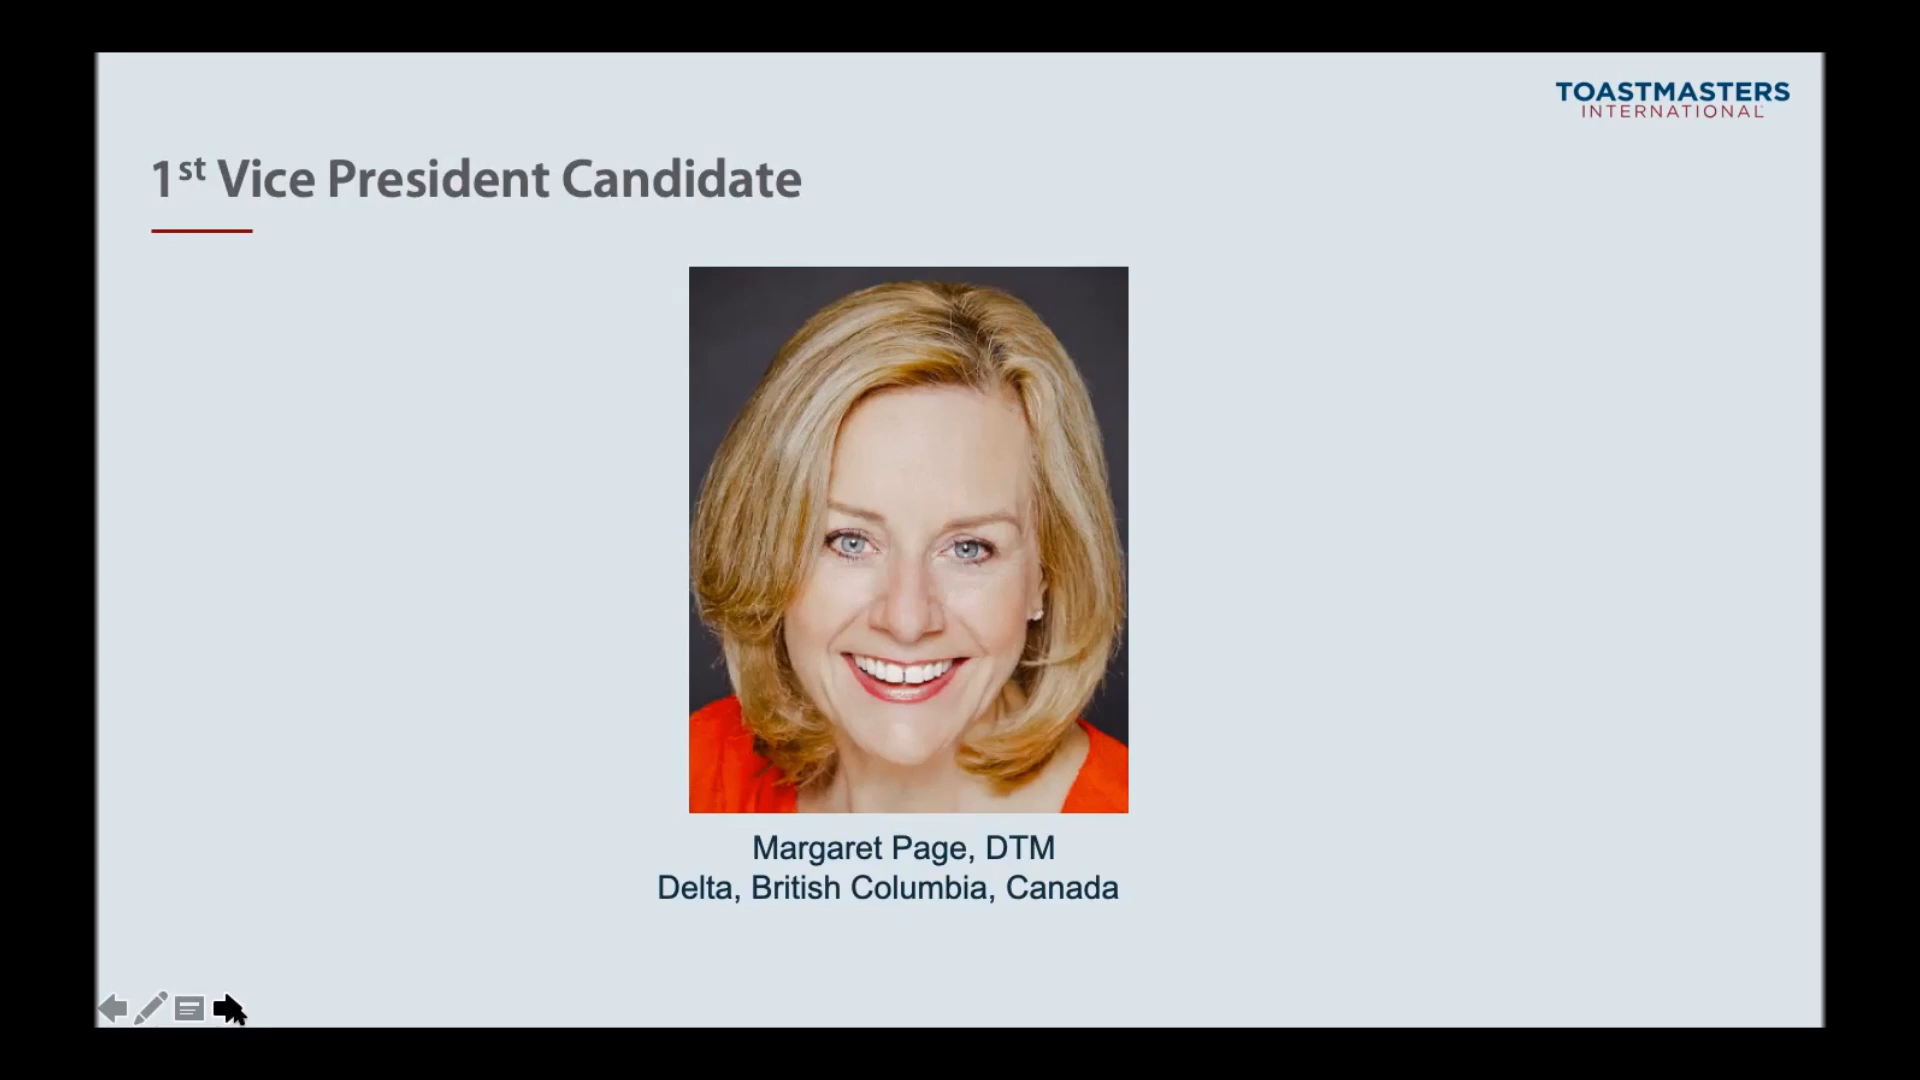 TOASTMASTERS
INTERNATIONAL
1st Vice President Candidate
Margaret Page, DTM
Delta, British Columbia, Canada